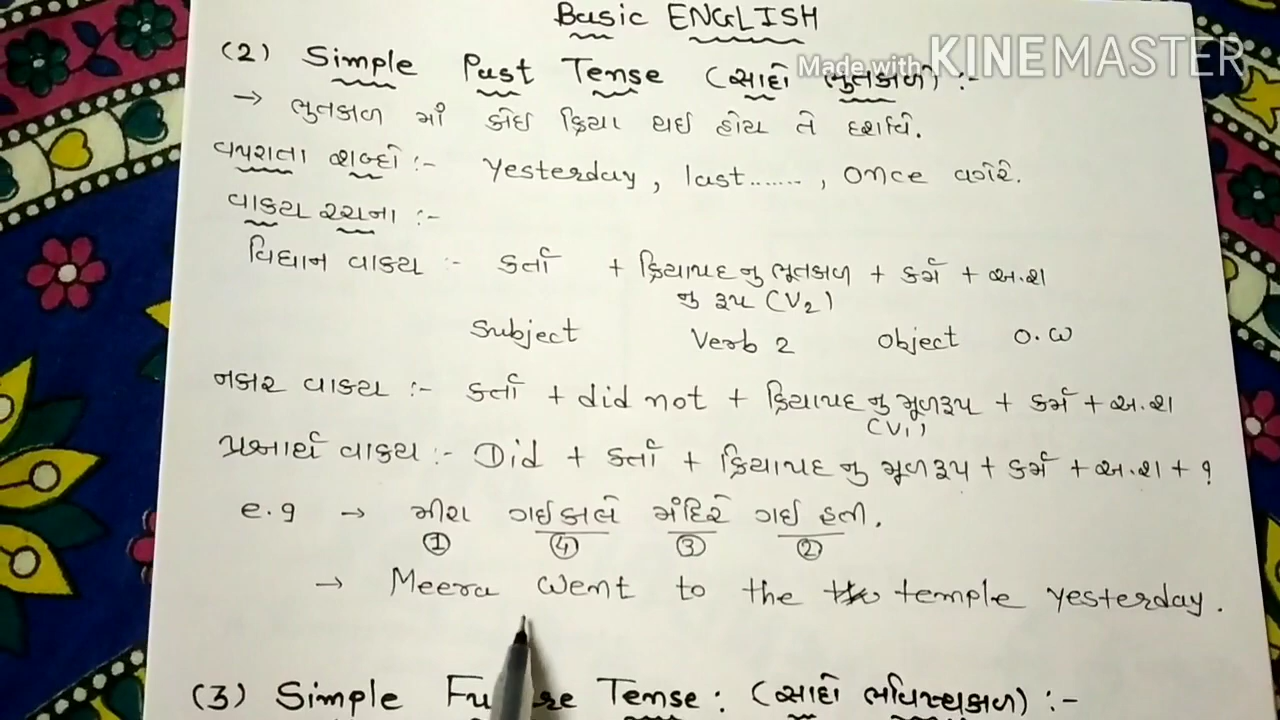 Basic ENGLISH
Made with KINEMASTER
(2) Simple Past Tense (સાદો ભુતકાળ) :-
→ ભુતકાળ માં કોઈ ક્રિયા થઈ હોય તે દર્શાવે.
વપરાતા શબ્દો :- Yesterday, last......., once વગેરે.
વાક્ય રચના :-
વિધાન વાક્ય :- કર્તા + ક્રિયાપદ નુ ભૂતકાળ + કર્મ + અ.શ
નુ રૂપ (V2)
Subject Verb 2 object o.w
નકાર વાક્ય :- કર્તા + did not + ક્રિયાપદ નુ મૂળરૂપ + કર્મ + અ.શ
(V1)
પ્રશ્નાર્થ વાક્ય :- Did + કર્તા + ક્રિયાપદ નુ મૂળરૂપ + કર્મ + અ.શ + ?
e.g → મીરા ગઈકાલે મંદિરે ગઈ હતી.
① ④ ③ ②
→ Meera went to the temple yesterday.
(3) Simple Tense : (સાદો ભવિષ્યકાળ) :-